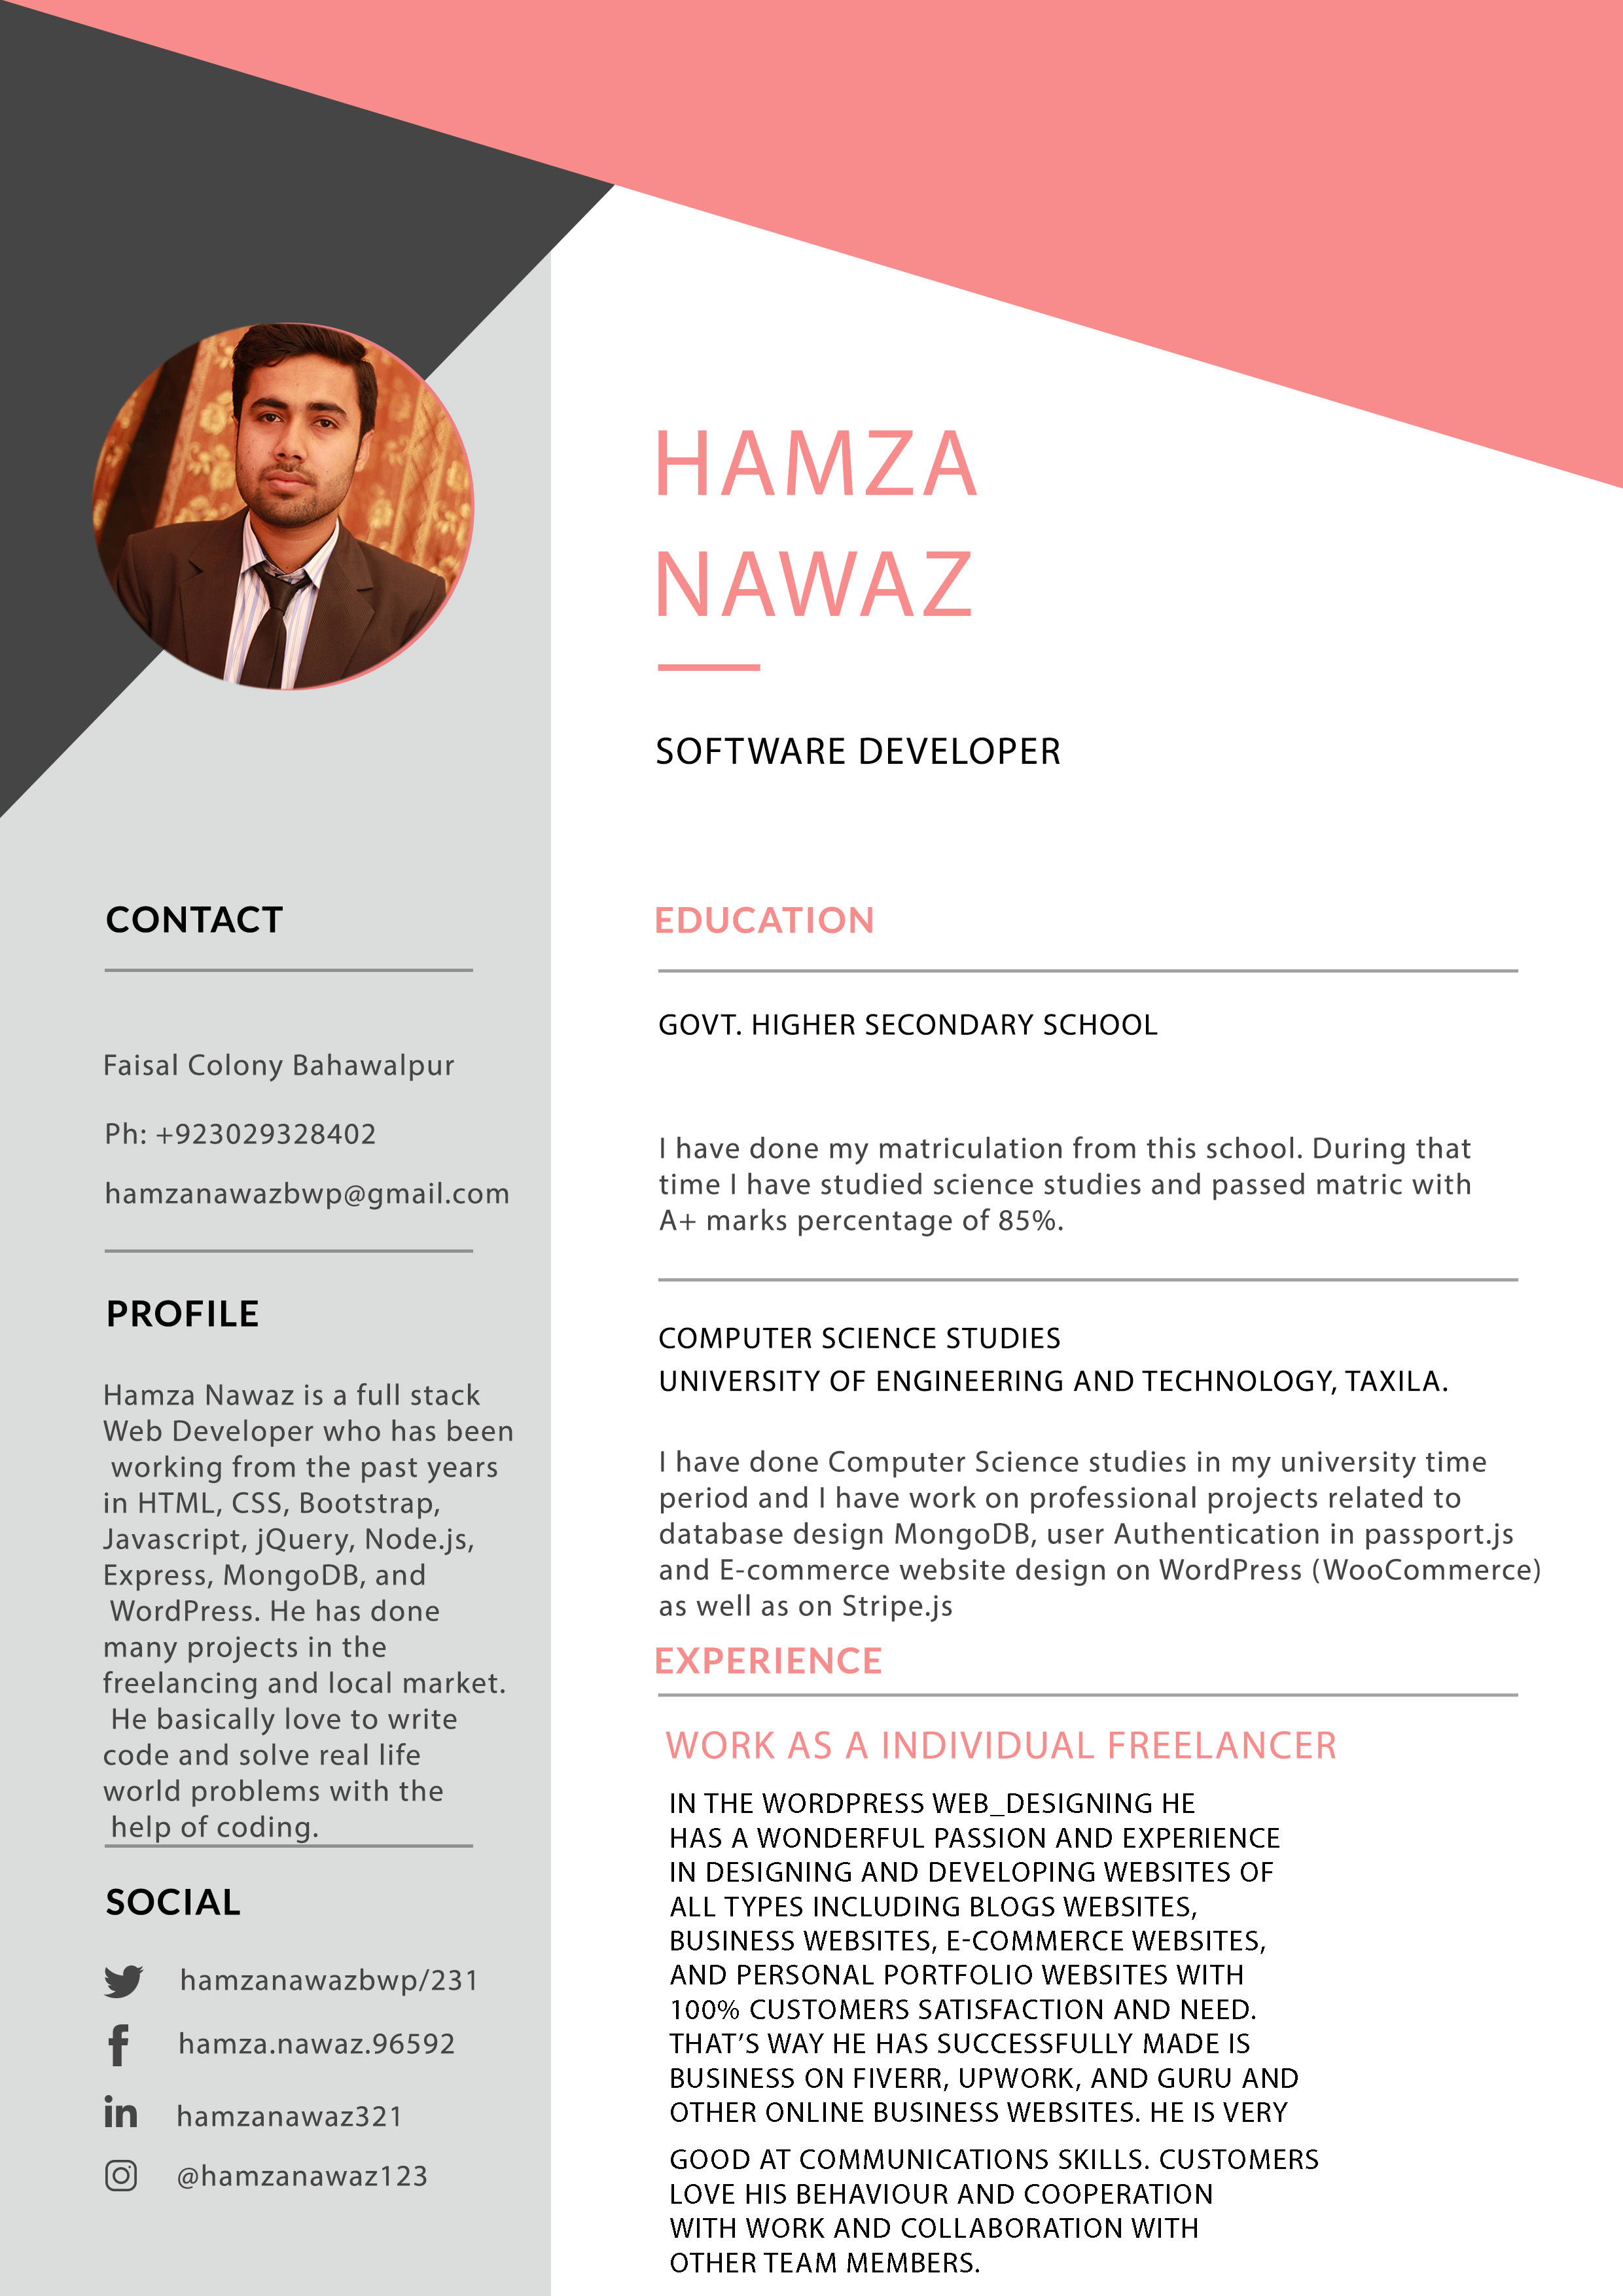 HAMZA
NAWAZ
SOFTWARE DEVELOPER
CONTACT
Faisal Colony Bahawalpur
Ph: +923029328402
hamzanawazbwp@gmail.com
PROFILE
Hamza Nawaz is a full stack
Web Developer who has been
working from the past years
in HTML, CSS, Bootstrap,
Javascript, jQuery, Node.js,
Express, MongoDB, and
WordPress. He has done
many projects in the
freelancing and local market.
He basically love to write
code and solve real life
world problems with the
help of coding.
SOCIAL
hamzanawazbwp/231
hamza.nawaz.96592
hamzanawaz321
@hamzanawaz123
EDUCATION
GOVT. HIGHER SECONDARY SCHOOL
I have done my matriculation from this school. During that
time I have studied science studies and passed matric with
A+ marks percentage of 85%.
COMPUTER SCIENCE STUDIES
UNIVERSITY OF ENGINEERING AND TECHNOLOGY, TAXILA.
I have done Computer Science studies in my university time
period and I have work on professional projects related to
database design MongoDB, user Authentication in passport.js
and E-commerce website design on WordPress (WooCommerce)
as well as on Stripe.js
EXPERIENCE
WORK AS A INDIVIDUAL FREELANCER
IN THE WORDPRESS WEB_DESIGNING HE
HAS A WONDERFUL PASSION AND EXPERIENCE
IN DESIGNING AND DEVELOPING WEBSITES OF
ALL TYPES INCLUDING BLOGS WEBSITES,
BUSINESS WEBSITES, E-COMMERCE WEBSITES,
AND PERSONAL PORTFOLIO WEBSITES WITH
100% CUSTOMERS SATISFACTION AND NEED.
THAT'S WAY HE HAS SUCCESSFULLY MADE IS
BUSINESS ON FIVERR, UPWORK, AND GURU AND
OTHER ONLINE BUSINESS WEBSITES. HE IS VERY
GOOD AT COMMUNICATIONS SKILLS. CUSTOMERS
LOVE HIS BEHAVIOUR AND COOPERATION
WITH WORK AND COLLABORATION WITH
OTHER TEAM MEMBERS.